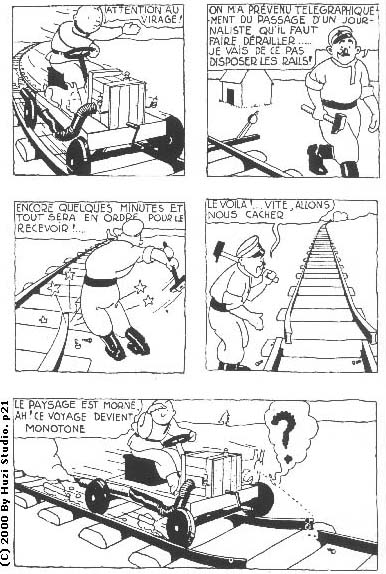 ATTENTION AU
VIRAGE!
ON M'A PRÉVENU TÉLÉGRAPHIQUE-
MENT DU PASSAGE D'UN JOUR-
NALISTE QU'IL FAUT
FAIRE DÉRAILLER.....
JE VAIS DE CE PAS
DISPOSER LES RAILS!
ENCORE QUELQUES MINUTES ET
TOUT SERA EN ORDRE POUR LE
RECEVOIR!...
LE VOILA!... VITE, ALLONS
NOUS CACHER
LE PAYSAGE EST MORNE.
AH! CE VOYAGE DEVIENT
MONOTONE
?
(C) 2000 By Huzi Studio. p21